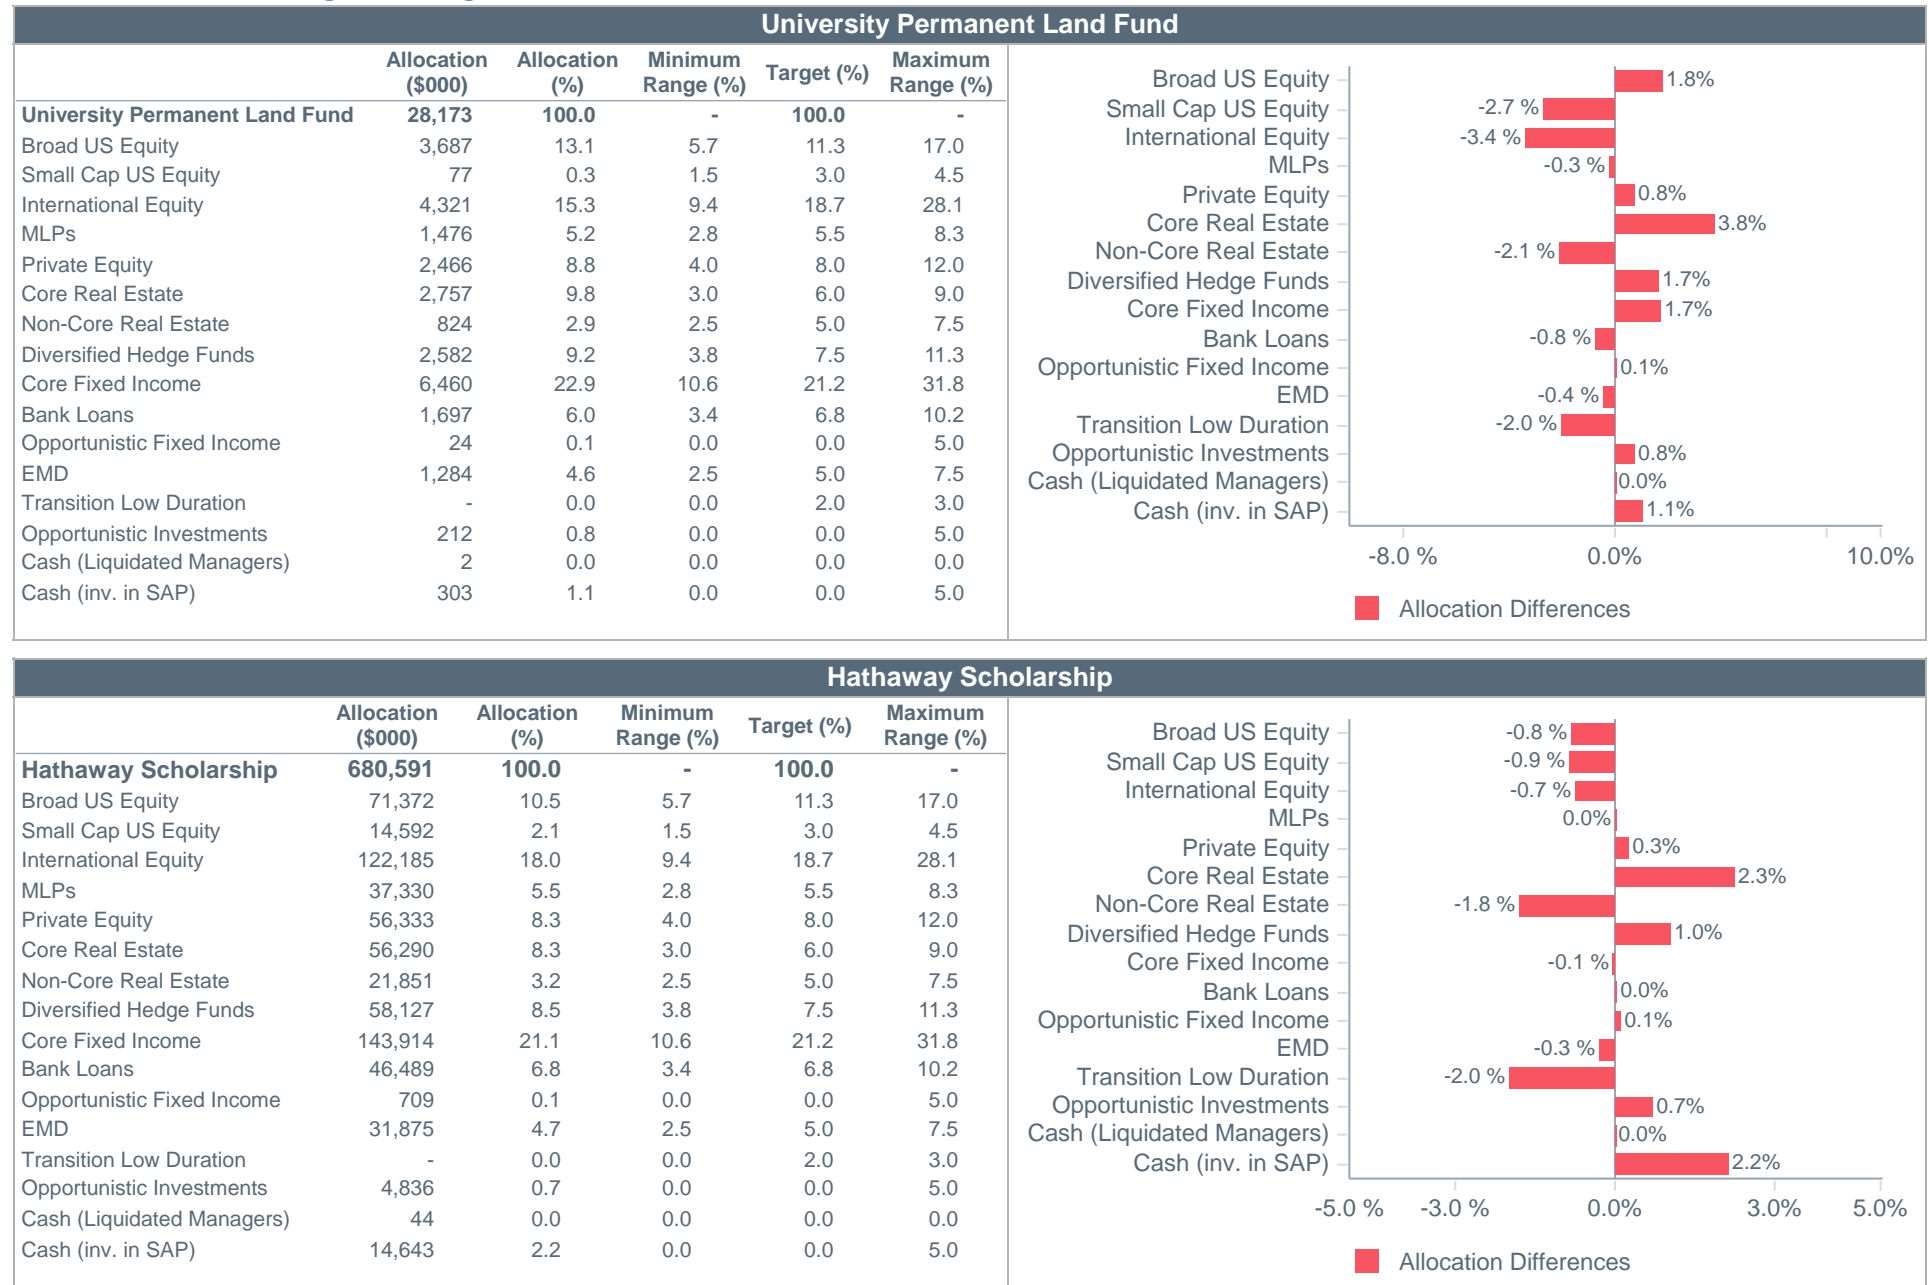 University Permanent Land Fund
Allocation ($000) Allocation (%) Minimum Range (%) Target (%) Maximum Range (%)
University Permanent Land Fund 28,173 100.0 - 100.0 -
Broad US Equity 3,687 13.1 5.7 11.3 17.0
Small Cap US Equity 77 0.3 1.5 3.0 4.5
International Equity 4,321 15.3 9.4 18.7 28.1
MLPs 1,476 5.2 2.8 5.5 8.3
Private Equity 2,466 8.8 4.0 8.0 12.0
Core Real Estate 2,757 9.8 3.0 6.0 9.0
Non-Core Real Estate 824 2.9 2.5 5.0 7.5
Diversified Hedge Funds 2,582 9.2 3.8 7.5 11.3
Core Fixed Income 6,460 22.9 10.6 21.2 31.8
Bank Loans 1,697 6.0 3.4 6.8 10.2
Opportunistic Fixed Income 24 0.1 0.0 0.0 5.0
EMD 1,284 4.6 2.5 5.0 7.5
Transition Low Duration - 0.0 0.0 2.0 3.0
Opportunistic Investments 212 0.8 0.0 0.0 5.0
Cash (Liquidated Managers) 2 0.0 0.0 0.0 0.0
Cash (inv. in SAP) 303 1.1 0.0 0.0 5.0
Broad US Equity 1.8%
Small Cap US Equity -2.7 %
International Equity -3.4 %
MLPs -0.3 %
Private Equity 0.8%
Core Real Estate 3.8%
Non-Core Real Estate -2.1 %
Diversified Hedge Funds 1.7%
Core Fixed Income 1.7%
Bank Loans -0.8 %
Opportunistic Fixed Income 0.1%
EMD -0.4 %
Transition Low Duration -2.0 %
Opportunistic Investments 0.8%
Cash (Liquidated Managers) 0.0%
Cash (inv. in SAP) 1.1%
-8.0 % 0.0% 10.0%
Allocation Differences
Hathaway Scholarship
Allocation ($000) Allocation (%) Minimum Range (%) Target (%) Maximum Range (%)
Hathaway Scholarship 680,591 100.0 - 100.0 -
Broad US Equity 71,372 10.5 5.7 11.3 17.0
Small Cap US Equity 14,592 2.1 1.5 3.0 4.5
International Equity 122,185 18.0 9.4 18.7 28.1
MLPs 37,330 5.5 2.8 5.5 8.3
Private Equity 56,333 8.3 4.0 8.0 12.0
Core Real Estate 56,290 8.3 3.0 6.0 9.0
Non-Core Real Estate 21,851 3.2 2.5 5.0 7.5
Diversified Hedge Funds 58,127 8.5 3.8 7.5 11.3
Core Fixed Income 143,914 21.1 10.6 21.2 31.8
Bank Loans 46,489 6.8 3.4 6.8 10.2
Opportunistic Fixed Income 709 0.1 0.0 0.0 5.0
EMD 31,875 4.7 2.5 5.0 7.5
Transition Low Duration - 0.0 0.0 2.0 3.0
Opportunistic Investments 4,836 0.7 0.0 0.0 5.0
Cash (Liquidated Managers) 44 0.0 0.0 0.0 0.0
Cash (inv. in SAP) 14,643 2.2 0.0 0.0 5.0
Broad US Equity -0.8 %
Small Cap US Equity -0.9 %
International Equity -0.7 %
MLPs 0.0%
Private Equity 0.3%
Core Real Estate 2.3%
Non-Core Real Estate -1.8 %
Diversified Hedge Funds 1.0%
Core Fixed Income -0.1 %
Bank Loans 0.0%
Opportunistic Fixed Income 0.1%
EMD -0.3 %
Transition Low Duration -2.0 %
Opportunistic Investments 0.7%
Cash (Liquidated Managers) 0.0%
Cash (inv. in SAP) 2.2%
-5.0 % -3.0 % 0.0% 3.0% 5.0%
Allocation Differences